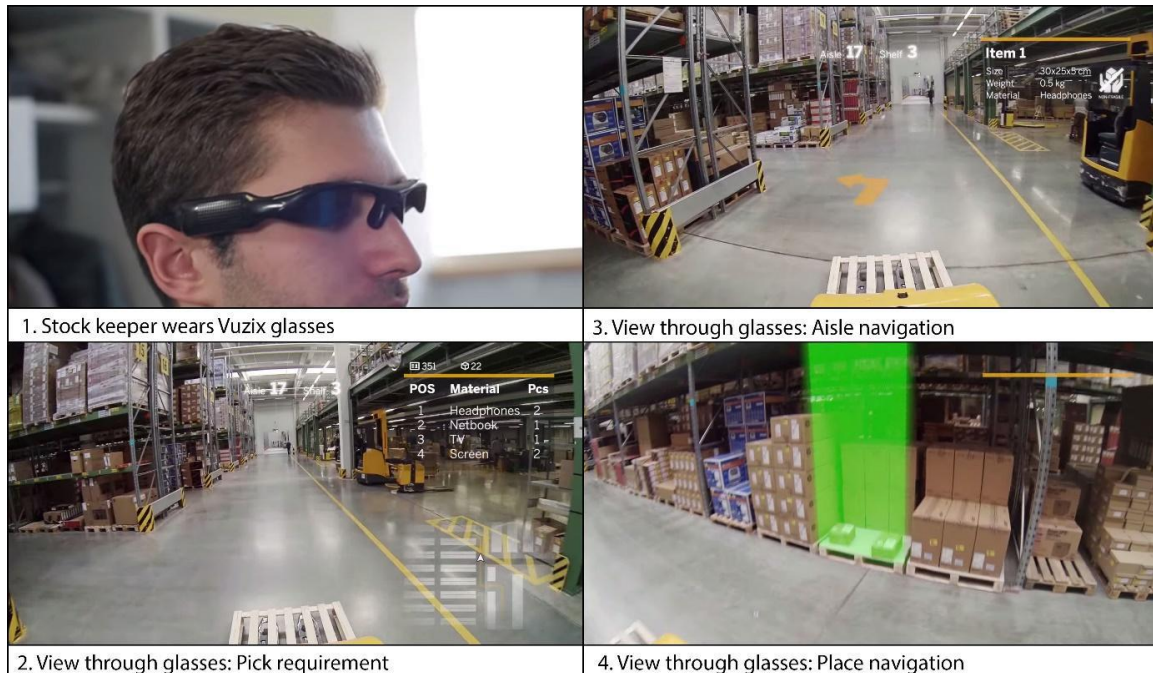 1. Stock keeper wears Vuzix glasses
Aisle 17 Shelf 3
351 22
POS Material Pcs
1 Headphones 2
2 Netbook 1
3 TV 1
4 Screen 2
2. View through glasses: Pick requirement
Aisle 17 Shelf 3
Item 1
Size 30x25x5 cm
Weight 0.5 kg
Material Headphones
3. View through glasses: Aisle navigation
4. View through glasses: Place navigation